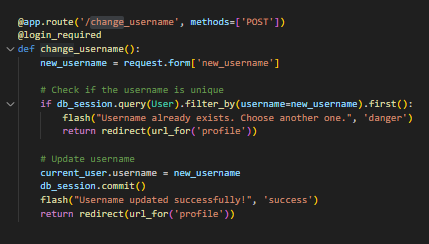 @app.route('/change_username', methods=['POST'])
@login_required
def change_username():
    new_username = request.form['new_username']

    # Check if the username is unique
    if db_session.query(User).filter_by(username=new_username).first():
        flash("Username already exists. Choose another one.", 'danger')
        return redirect(url_for('profile'))

    # Update username
    current_user.username = new_username
    db_session.commit()
    flash("Username updated successfully!", 'success')
    return redirect(url_for('profile'))